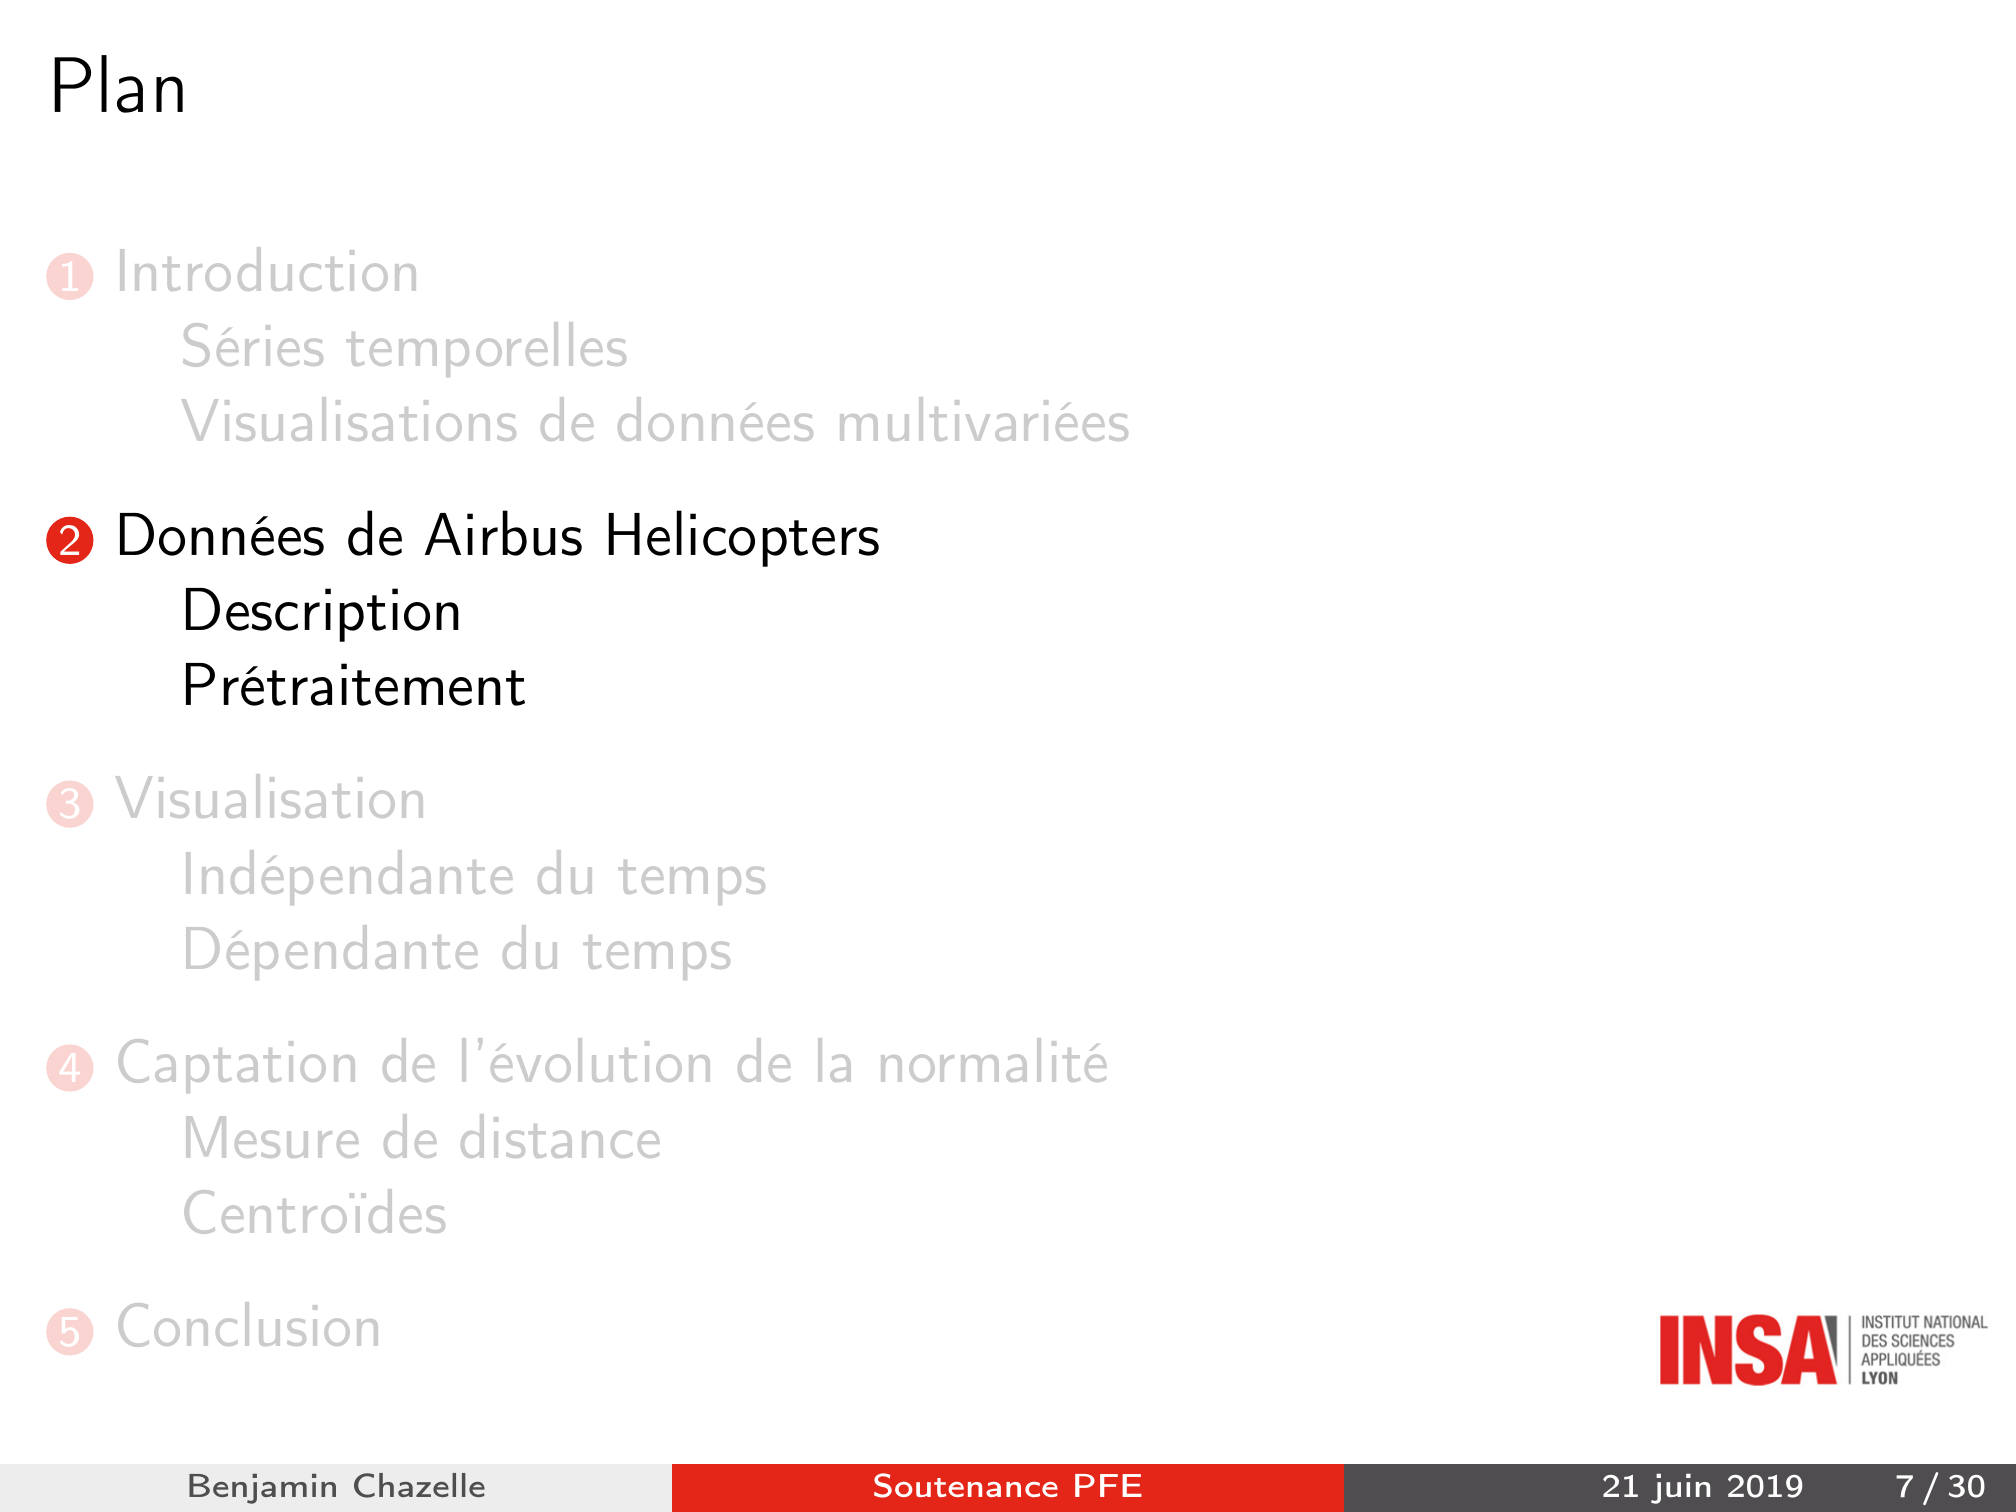 Plan
1 Introduction
Séries temporelles
Visualisations de données multivariées
2 Données de Airbus Helicopters
Description
Prétraitement
3 Visualisation
Indépendante du temps
Dépendante du temps
4 Captation de l'évolution de la normalité
Mesure de distance
Centroïdes
5 Conclusion
INSA
INSTITUT NATIONAL
DES SCIENCES
APPLIQUÉES
LYON
Benjamin Chazelle
Soutenance PFE
21 juin 2019
7 / 30